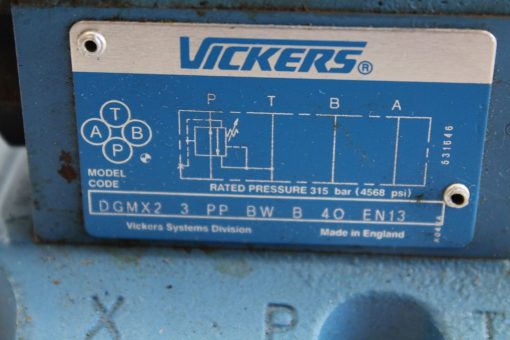 VICKERS®
P T B A
T
A B
P
MODEL
CODE
531646
RATED PRESSURE 315 bar (4568 psi)
DGMX2 3 PP BW B 40 EN13
Vickers Systems Division Made in England
X P T